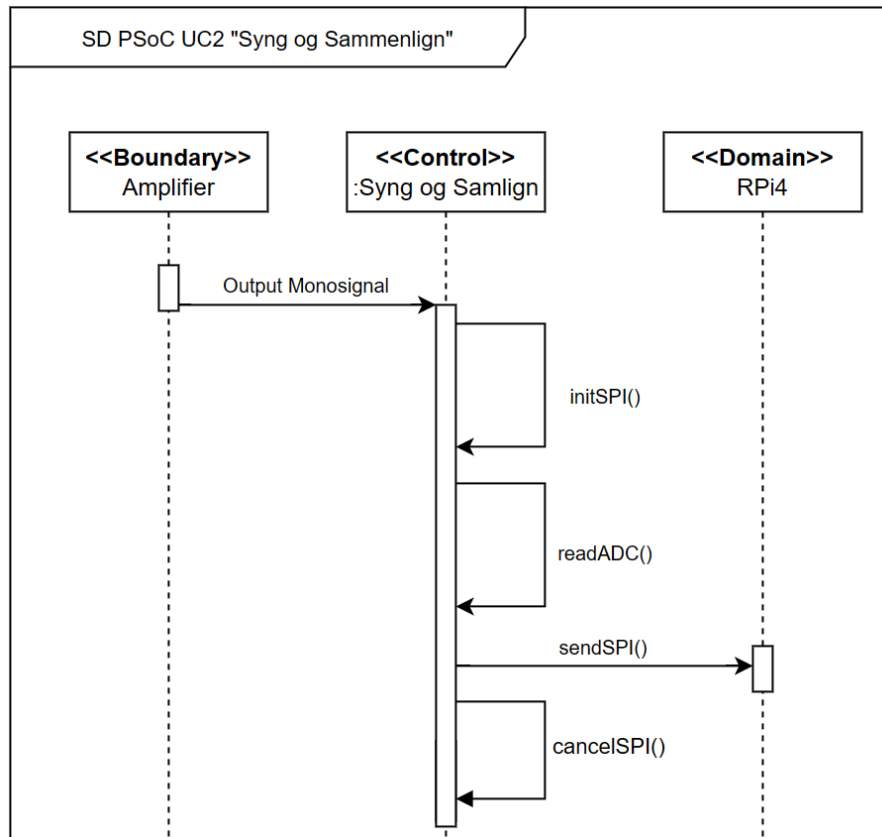 SD PSoC UC2 "Syng og Sammenlign"
<<Boundary>>
Amplifier
<<Control>>
:Syng og Samlign
<<Domain>>
RPi4
Output Monosignal
initSPI()
readADC()
sendSPI()
cancelSPI()